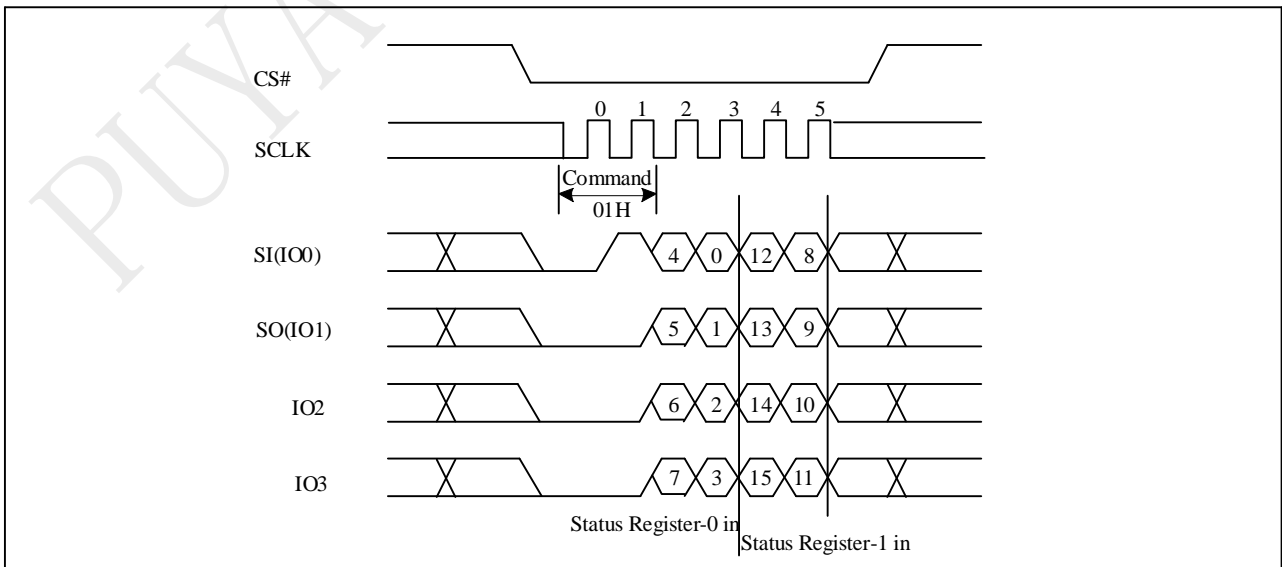 PUYA
CS#
0 1 2 3 4 5
SCLK
Command
01H
SI(IO0) 4 0 12 8
SO(IO1) 5 1 13 9
IO2 6 2 14 10
IO3 7 3 15 11
Status Register-0 in
Status Register-1 in